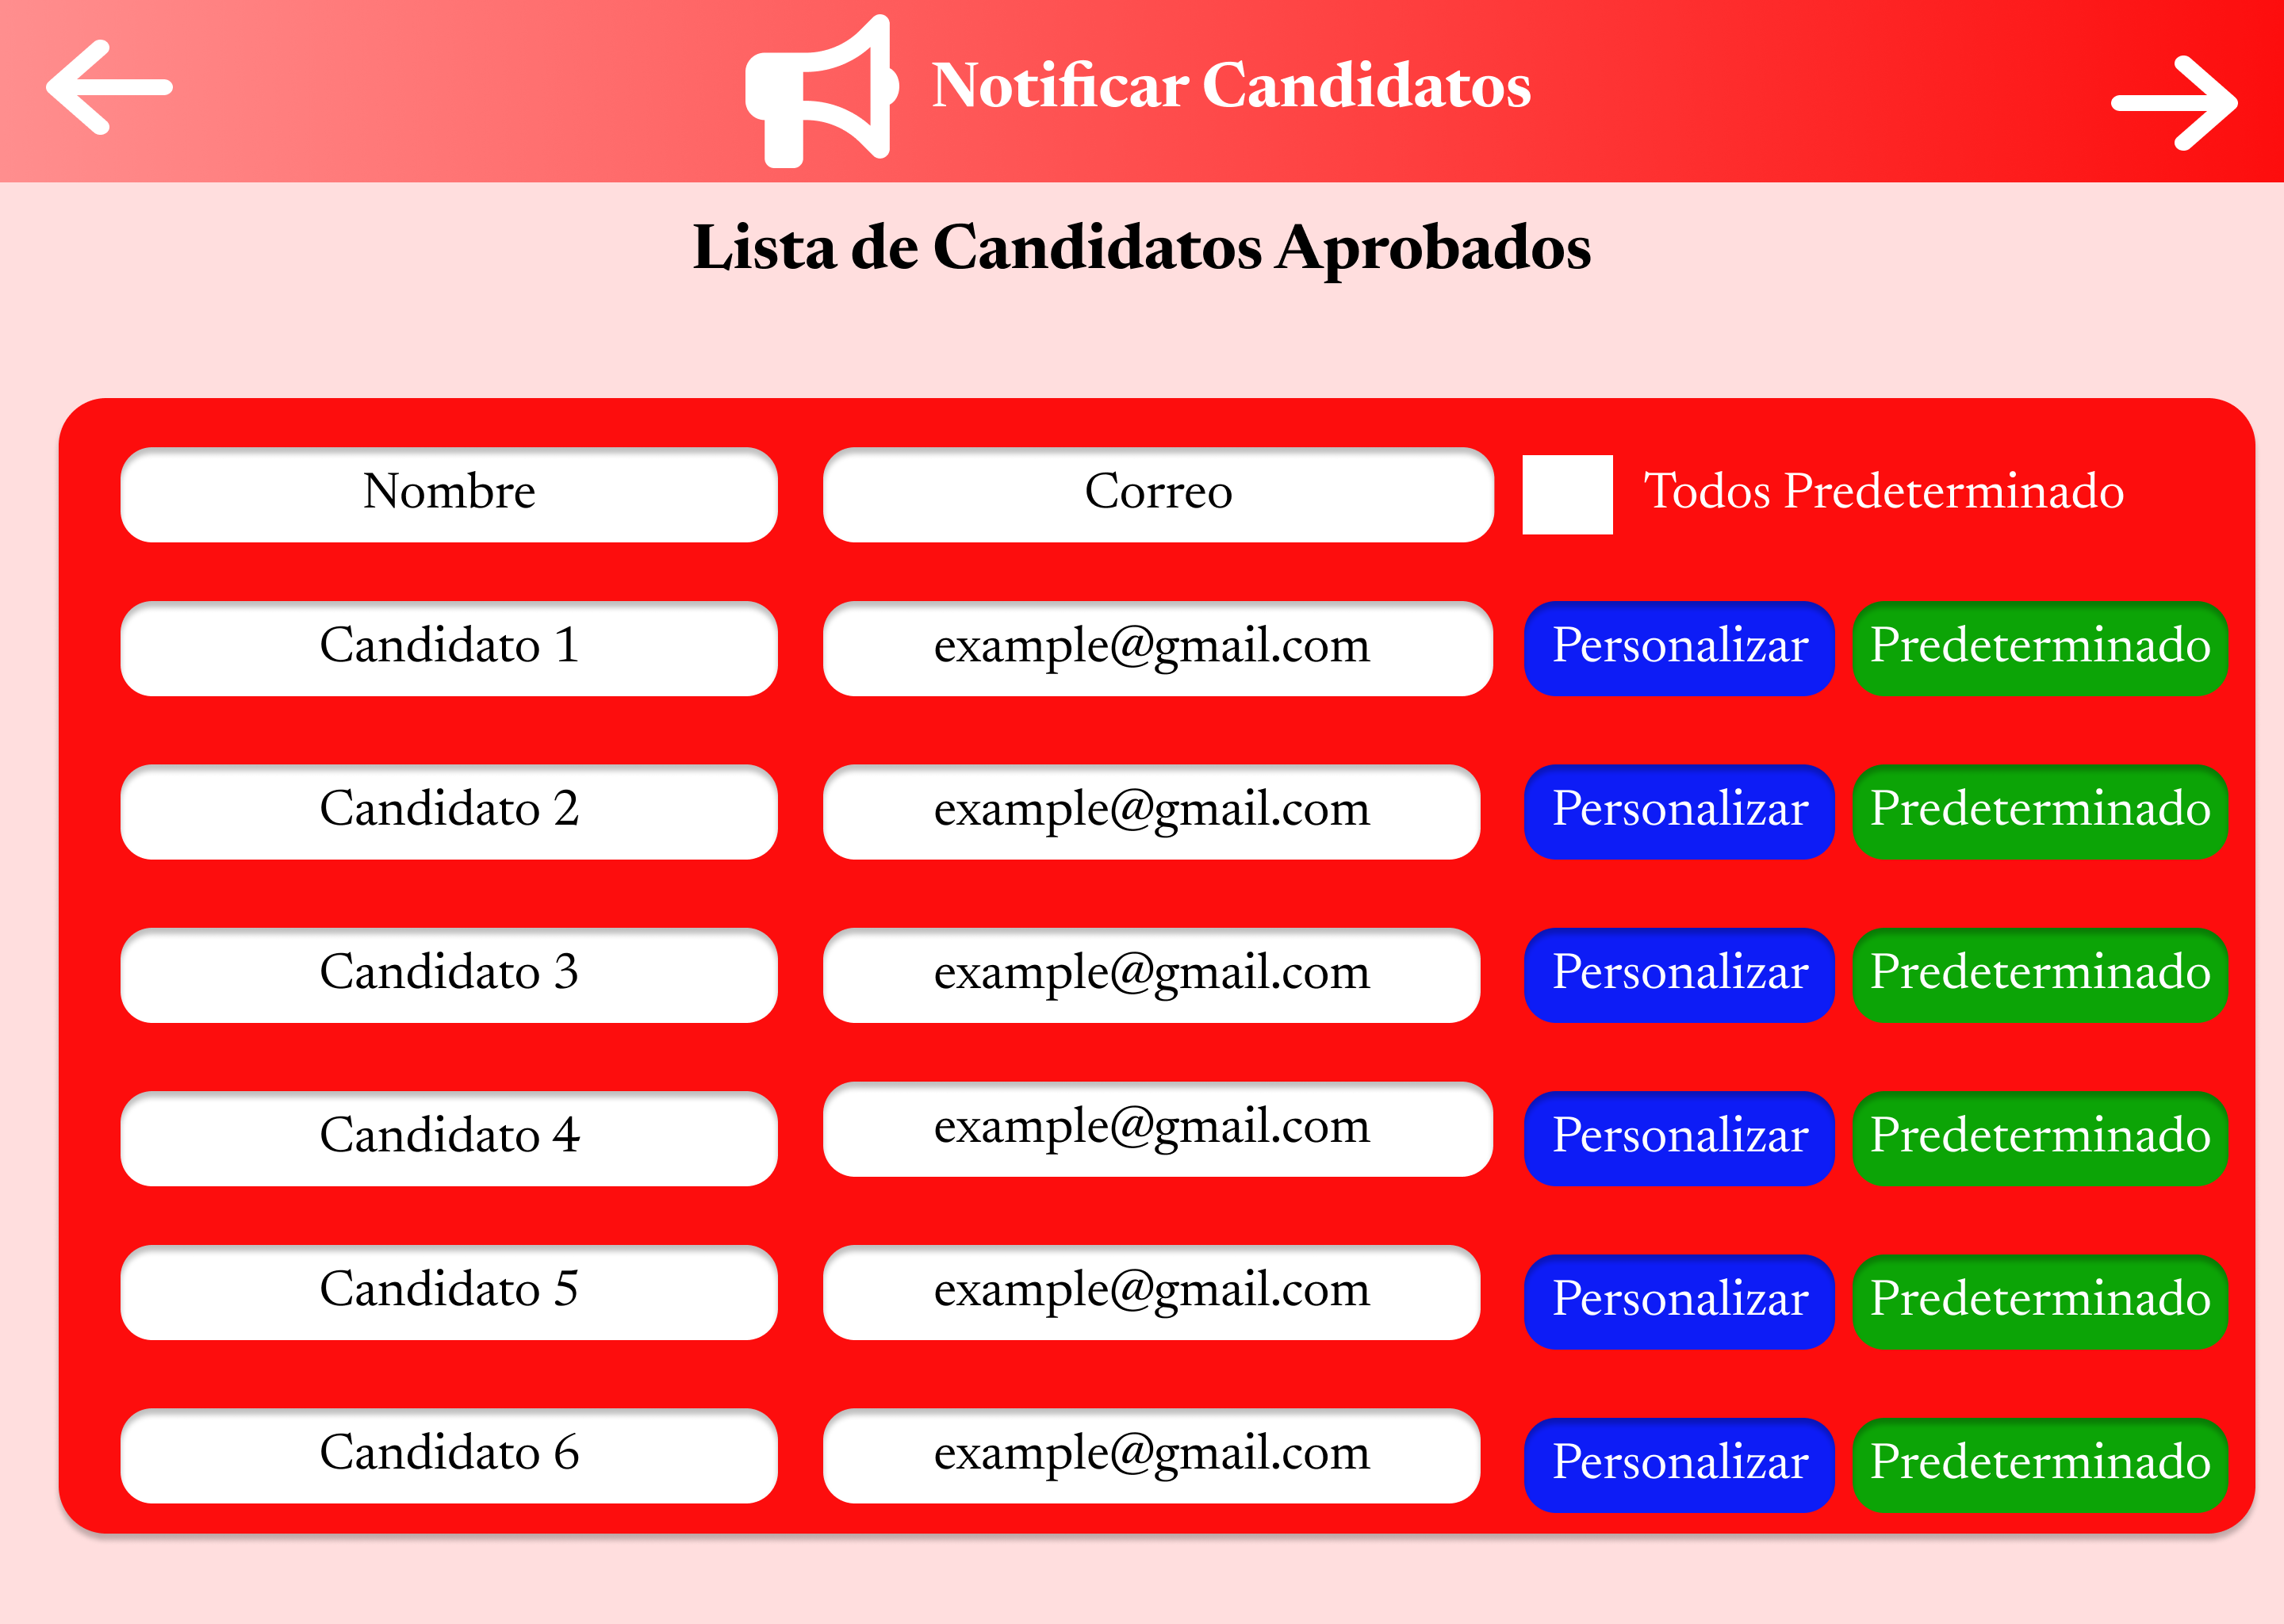 Notificar Candidatos
Lista de Candidatos Aprobados
Nombre Correo Todos Predeterminado
Candidato 1 example@gmail.com Personalizar Predeterminado
Candidato 2 example@gmail.com Personalizar Predeterminado
Candidato 3 example@gmail.com Personalizar Predeterminado
Candidato 4 example@gmail.com Personalizar Predeterminado
Candidato 5 example@gmail.com Personalizar Predeterminado
Candidato 6 example@gmail.com Personalizar Predeterminado